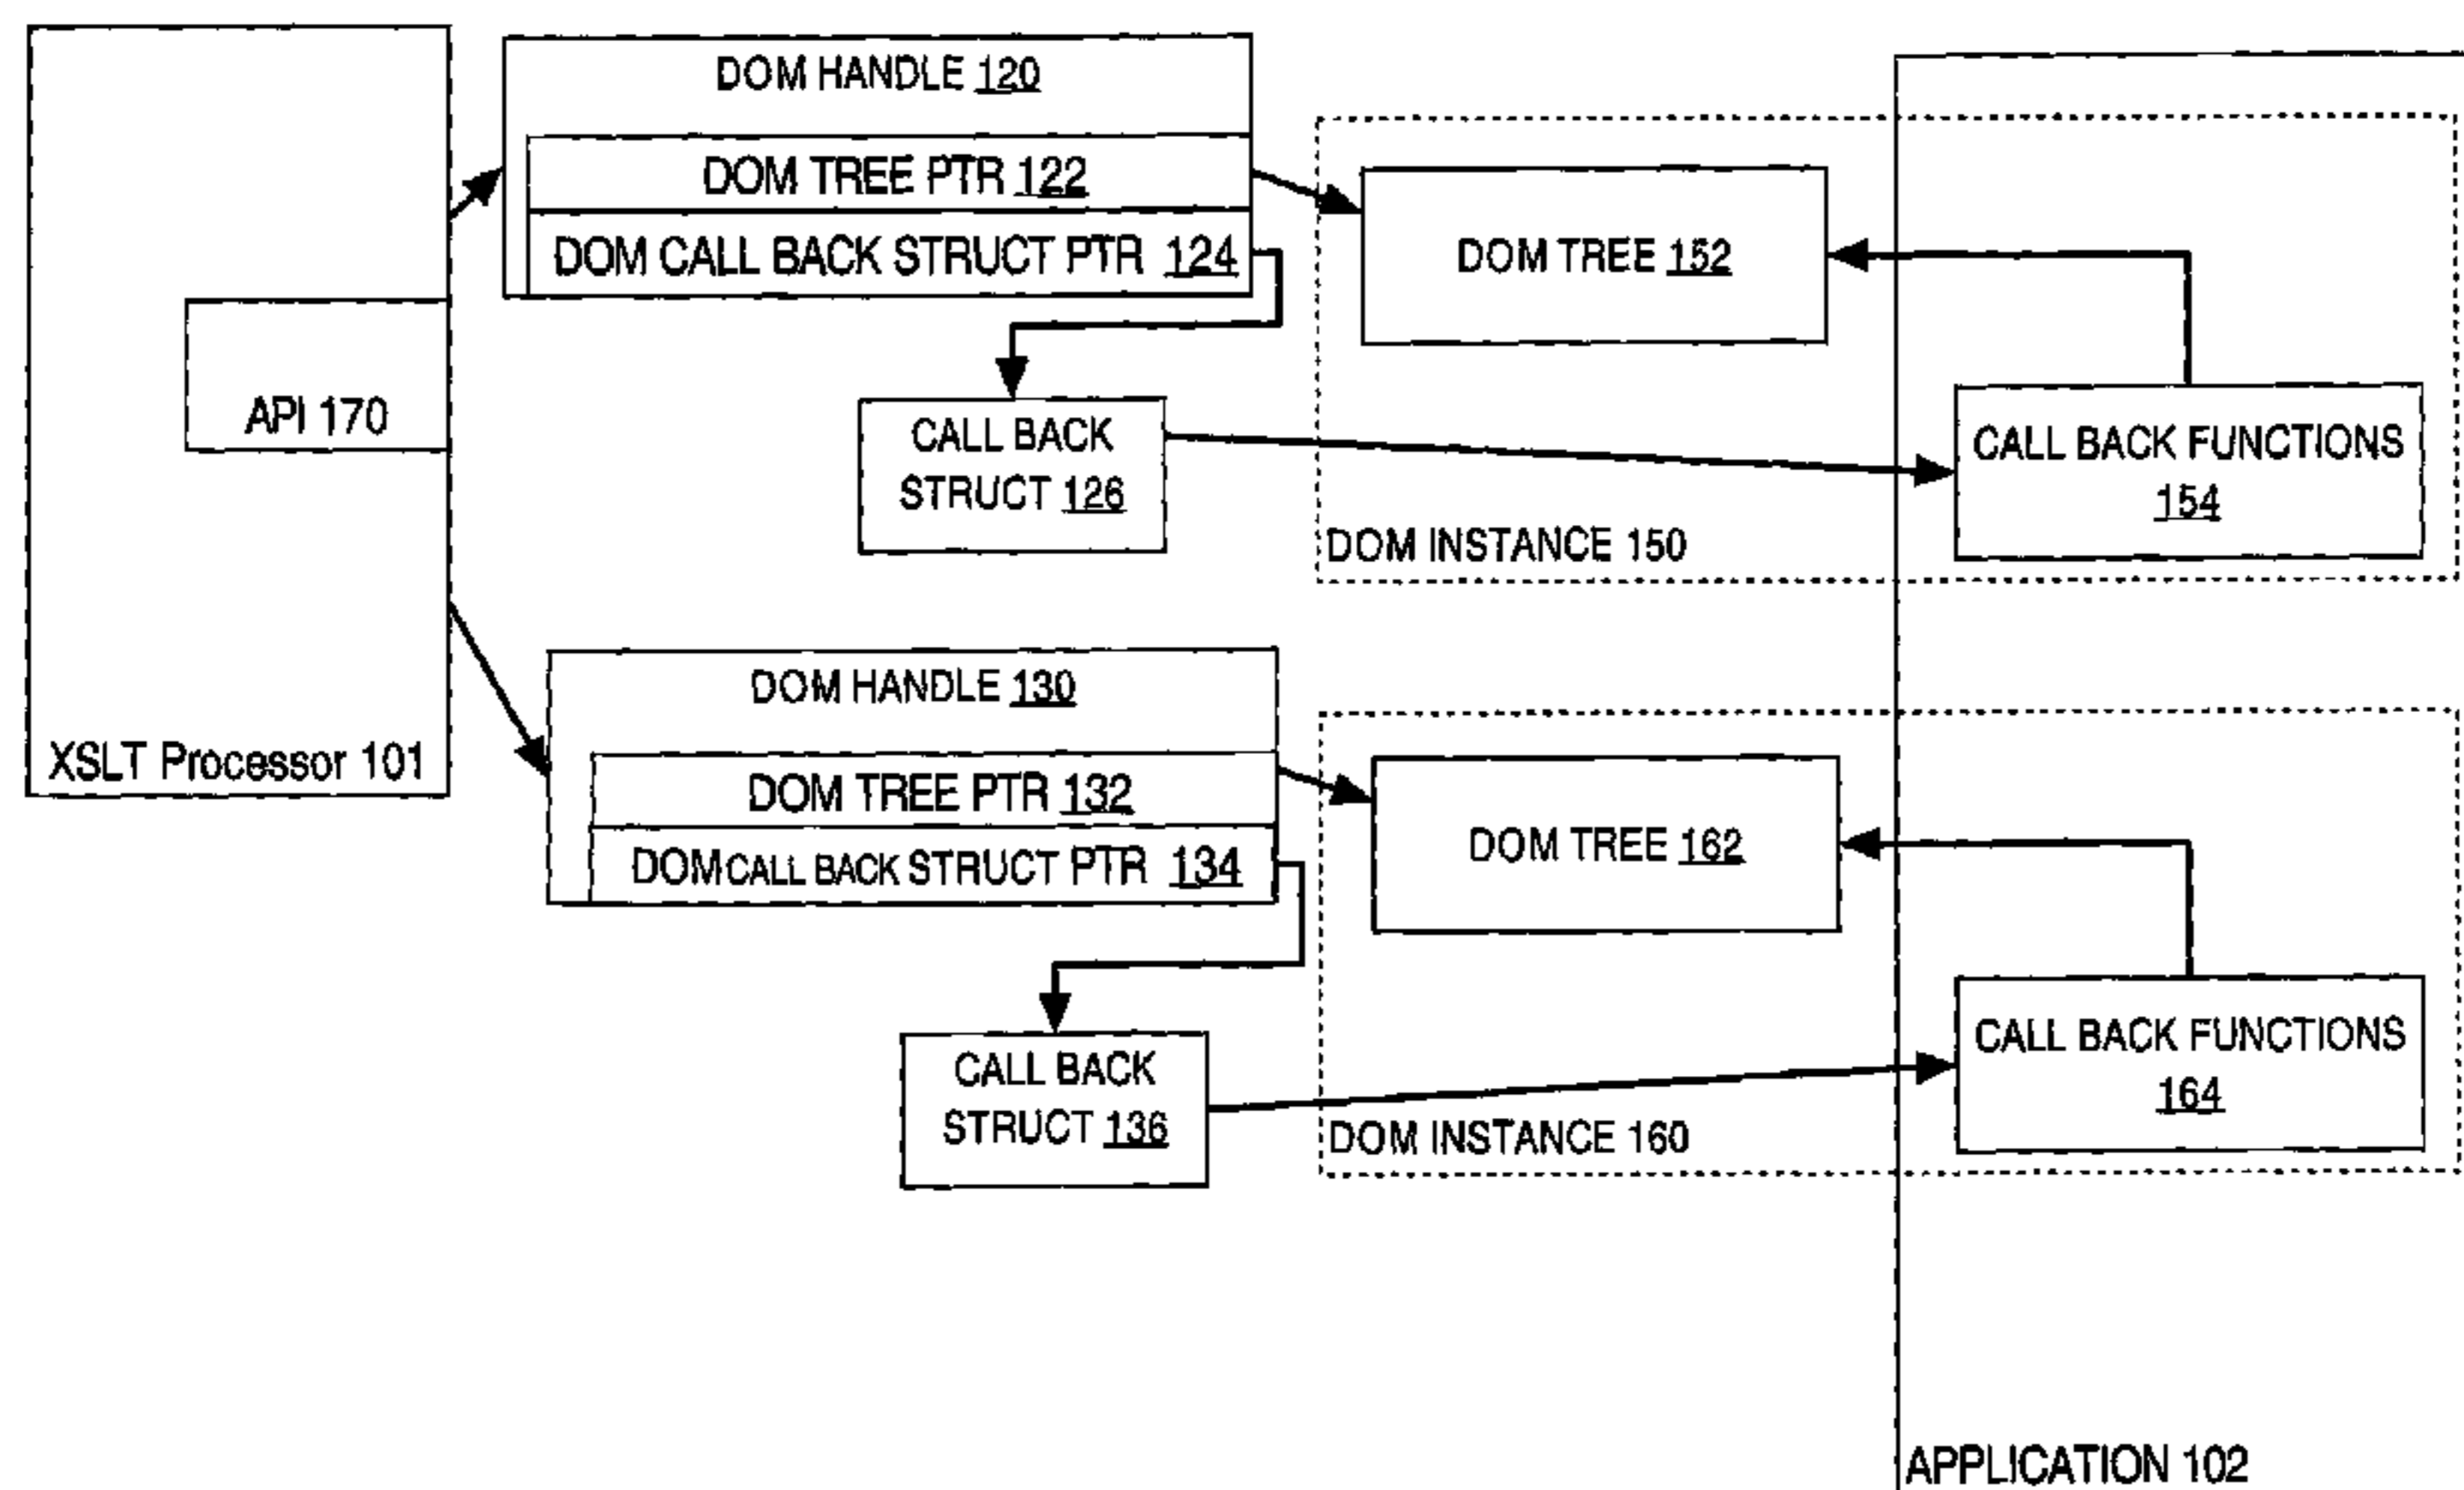 DOM HANDLE 120
DOM TREE PTR 122
DOM CALL BACK STRUCT PTR 124
DOM TREE 152
API 170
CALL BACK
STRUCT 126
CALL BACK FUNCTIONS
154
DOM INSTANCE 150
XSLT Processor 101
DOM HANDLE 130
DOM TREE PTR 132
DOM CALL BACK STRUCT PTR 134
DOM TREE 162
CALL BACK
STRUCT 136
CALL BACK FUNCTIONS
164
DOM INSTANCE 160
APPLICATION 102